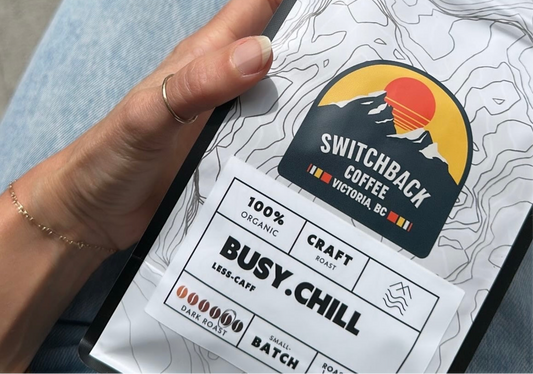 SWITCHBACK
COFFEE
VICTORIA, BC
100%
ORGANIC
CRAFT
ROAST
BUSY.CHILL
LESS-CAFF
DARK ROAST
SMALL-
BATCH